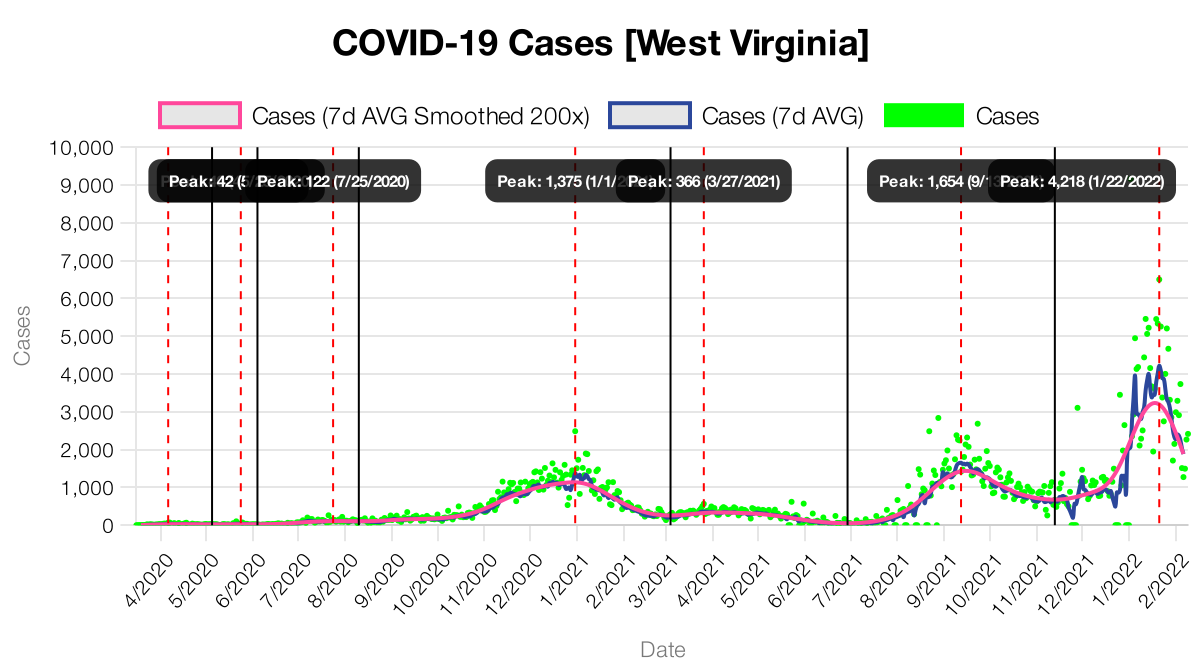 COVID-19 Cases [West Virginia]
Cases (7d AVG Smoothed 200x)
Cases (7d AVG)
Cases
10,000
9,000
8,000
7,000
6,000
5,000
4,000
3,000
2,000
1,000
0
Cases
Peak: 42
Peak: 122 (7/25/2020)
Peak: 1,375 (1/1/
Peak: 366 (3/27/2021)
Peak: 1,654 (9/
Peak: 4,218 (1/22/2022)
4/2020
5/2020
6/2020
7/2020
8/2020
9/2020
10/2020
11/2020
12/2020
1/2021
2/2021
3/2021
4/2021
5/2021
6/2021
7/2021
8/2021
9/2021
10/2021
11/2021
12/2021
1/2022
2/2022
Date